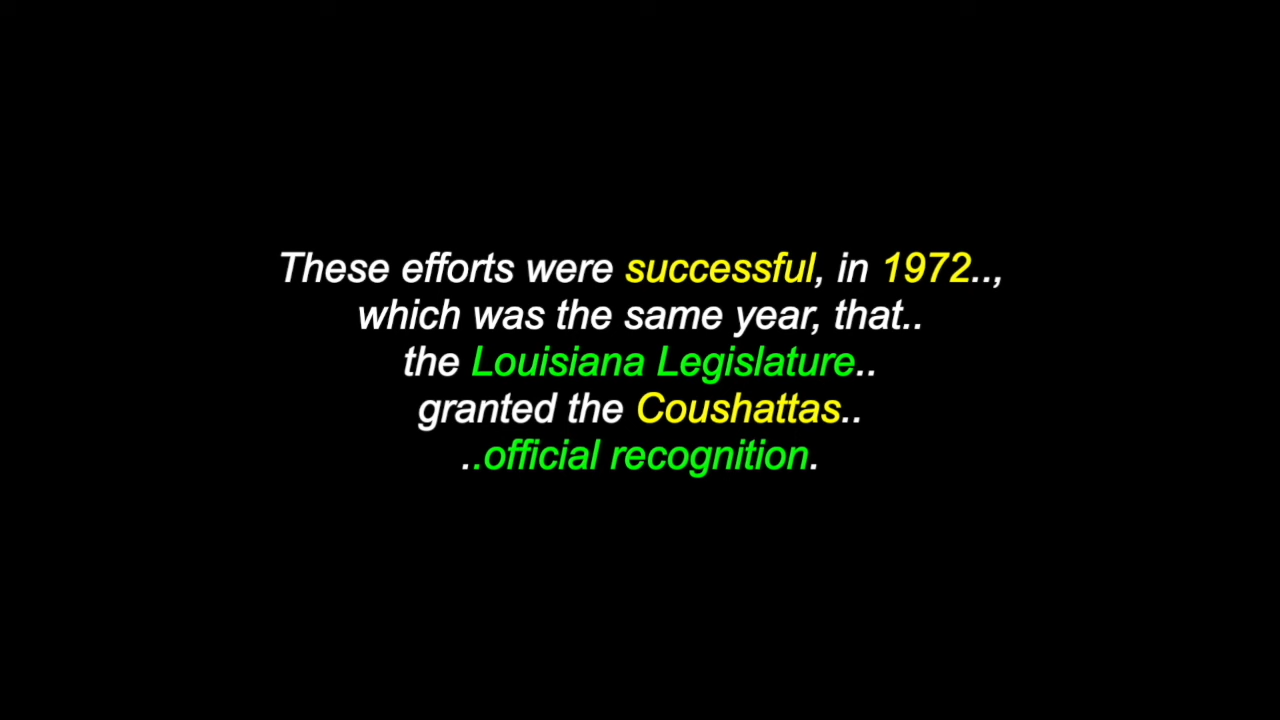 These efforts were successful, in 1972..,
which was the same year, that..
the Louisiana Legislature..
granted the Coushattas..
..official recognition.